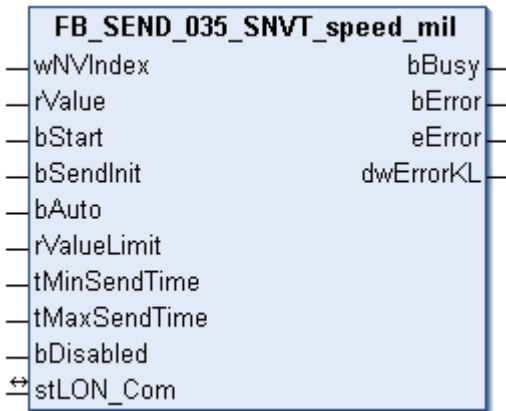 FB_SEND_035_SNVT_speed_mil
wNVIndex bBusy
rValue bError
bStart eError
bSendInit dwErrorKL
bAuto
rValueLimit
tMinSendTime
tMaxSendTime
bDisabled
stLON_Com